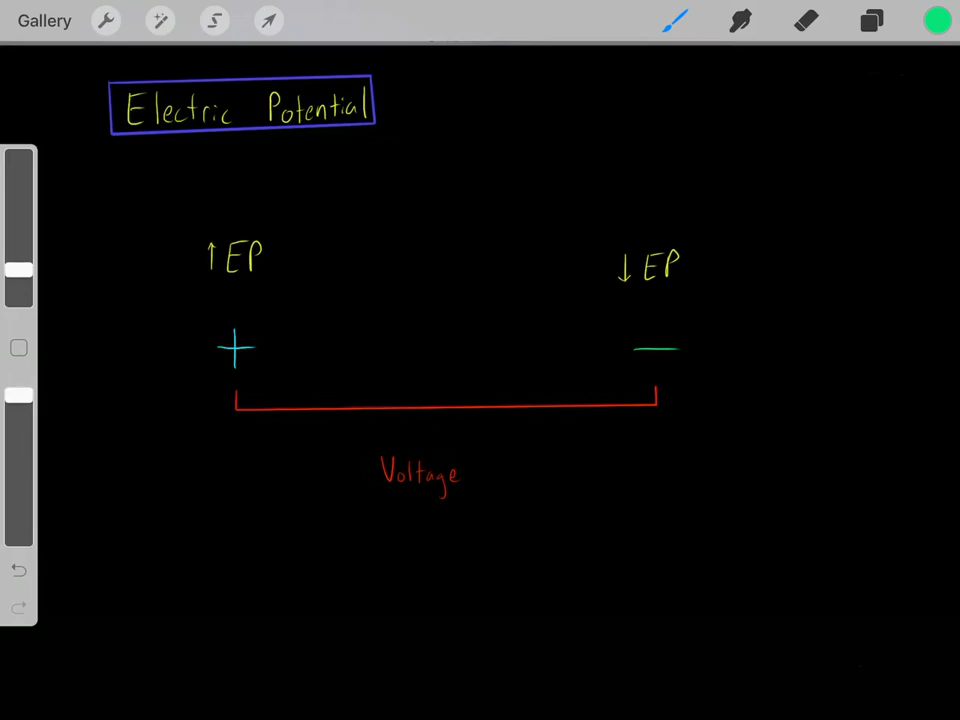 Gallery
Electric Potential
↑ EP
↓ EP
+
—
Voltage